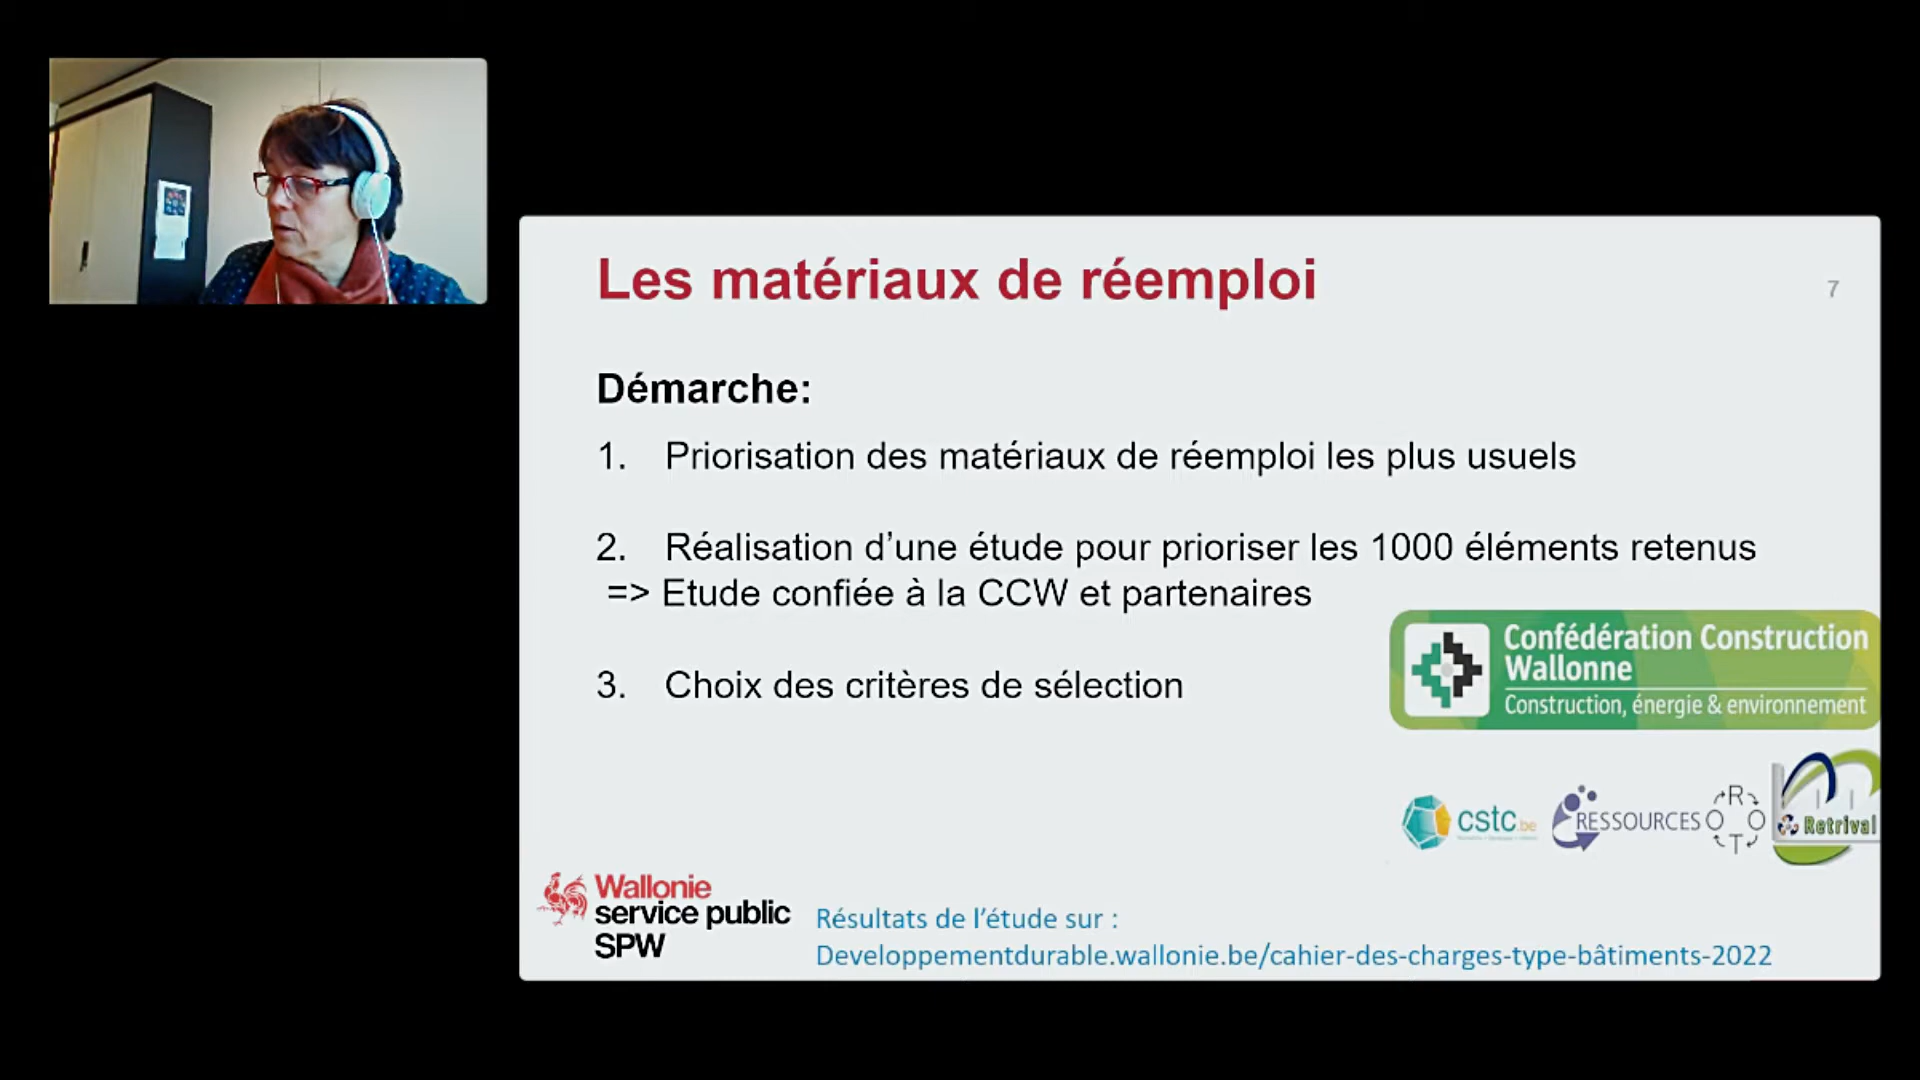 Les matériaux de réemploi
7
Démarche:
1. Priorisation des matériaux de réemploi les plus usuels
2. Réalisation d’une étude pour prioriser les 1000 éléments retenus
=> Etude confiée à la CCW et partenaires
3. Choix des critères de sélection
Confédération Construction
Wallonne
Construction, énergie & environnement
cstc.be
RESSOURCES
R
O O
T
Retrival
Wallonie
service public
SPW
Résultats de l’étude sur :
Developpementdurable.wallonie.be/cahier-des-charges-type-bâtiments-2022